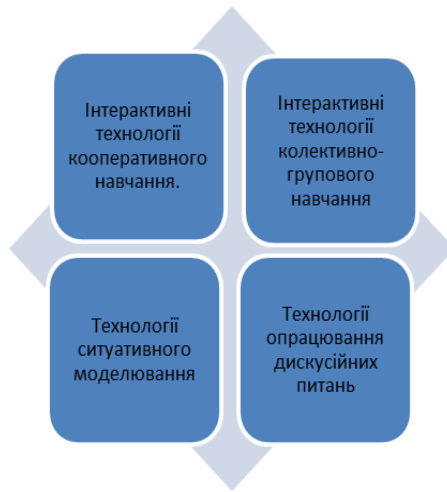 Інтерактивні
технології
кооперативного
навчання.
Інтерактивні
технології
колективно-
групового
навчання
Технології
ситуативного
моделювання
Технології
опрацювання
дискусійних
питань